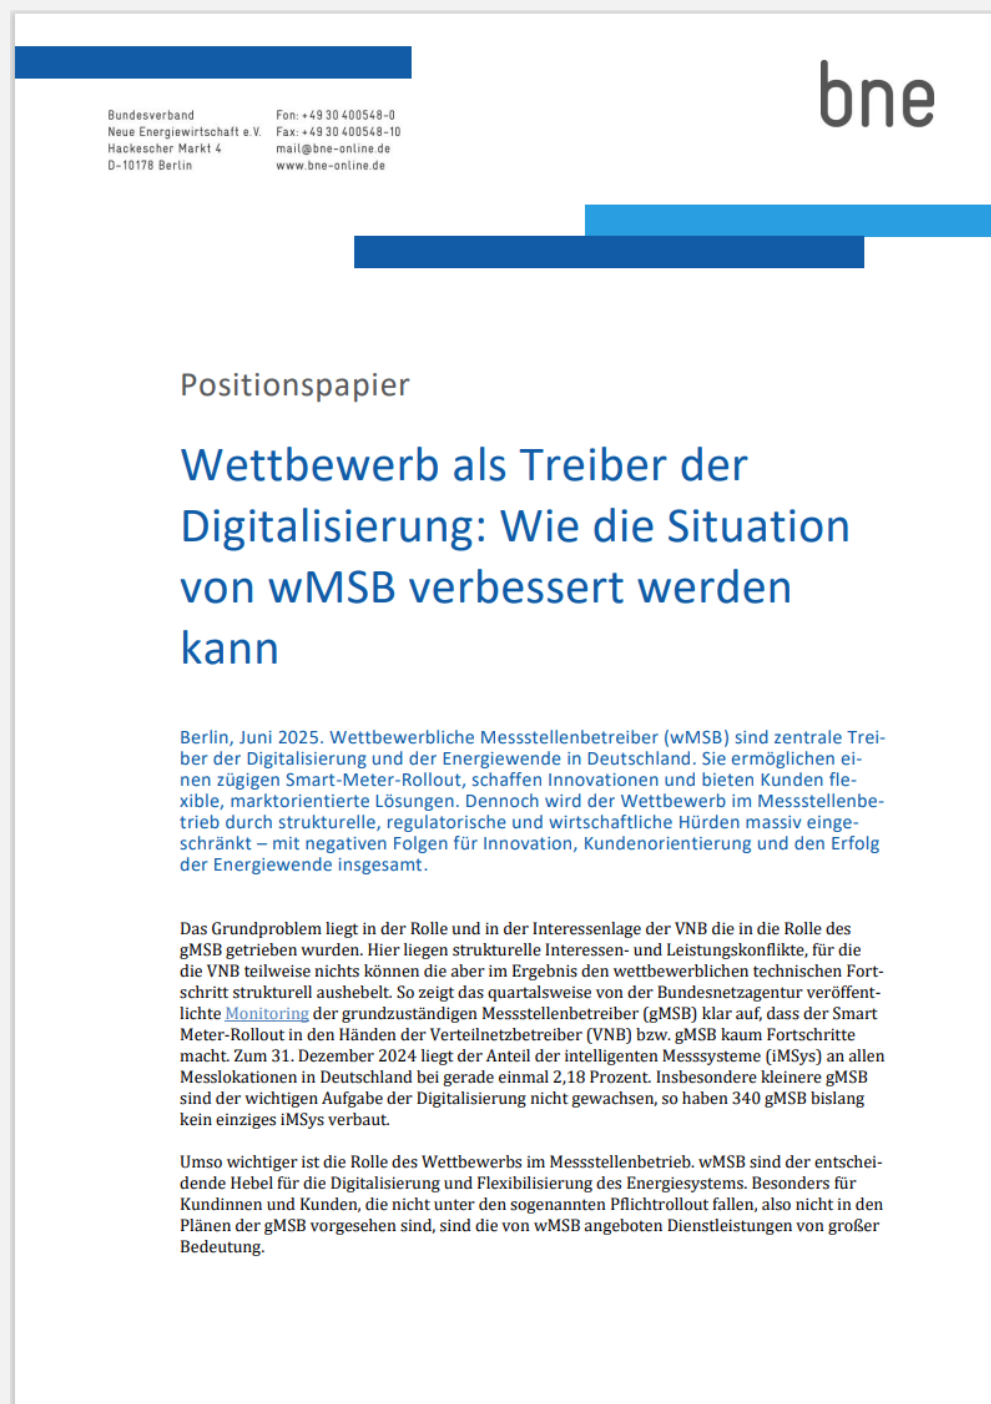 bne
Bundesverband
Neue Energiewirtschaft e.V.
Hackescher Markt 4
D-10178 Berlin
Fon: +49 30 400548-0
Fax: +49 30 400548-10
mail@bne-online.de
www.bne-online.de
Positionspapier
Wettbewerb als Treiber der
Digitalisierung: Wie die Situation
von wMSB verbessert werden
kann
Berlin, Juni 2025. Wettbewerbliche Messstellenbetreiber (wMSB) sind zentrale Trei-
ber der Digitalisierung und der Energiewende in Deutschland. Sie ermöglichen ei-
nen zügigen Smart-Meter-Rollout, schaffen Innovationen und bieten Kunden fle-
xible, marktorientierte Lösungen. Dennoch wird der Wettbewerb im Messstellenbe-
trieb durch strukturelle, regulatorische und wirtschaftliche Hürden massiv einge-
schränkt – mit negativen Folgen für Innovation, Kundenorientierung und den Erfolg
der Energiewende insgesamt.
Das Grundproblem liegt in der Rolle und in der Interessenlage der VNB die in die Rolle des
gMSB getrieben wurden. Hier liegen strukturelle Interessen- und Leistungskonflikte, für die
die VNB teilweise nichts können die aber im Ergebnis den wettbewerblichen technischen Fort-
schritt strukturell aushebelt. So zeigt das quartalsweise von der Bundesnetzagentur veröffent-
lichte Monitoring der grundzuständigen Messstellenbetreiber (gMSB) klar auf, dass der Smart
Meter-Rollout in den Händen der Verteilnetzbetreiber (VNB) bzw. gMSB kaum Fortschritte
macht. Zum 31. Dezember 2024 liegt der Anteil der intelligenten Messsysteme (iMSys) an allen
Messlokationen in Deutschland bei gerade einmal 2,18 Prozent. Insbesondere kleinere gMSB
sind der wichtigen Aufgabe der Digitalisierung nicht gewachsen, so haben 340 gMSB bislang
kein einziges iMSys verbaut.
Umso wichtiger ist die Rolle des Wettbewerbs im Messstellenbetrieb. wMSB sind der entschei-
dende Hebel für die Digitalisierung und Flexibilisierung des Energiesystems. Besonders für
Kundinnen und Kunden, die nicht unter den sogenannten Pflichtrollout fallen, also nicht in den
Plänen der gMSB vorgesehen sind, sind die von wMSB angeboten Dienstleistungen von großer
Bedeutung.